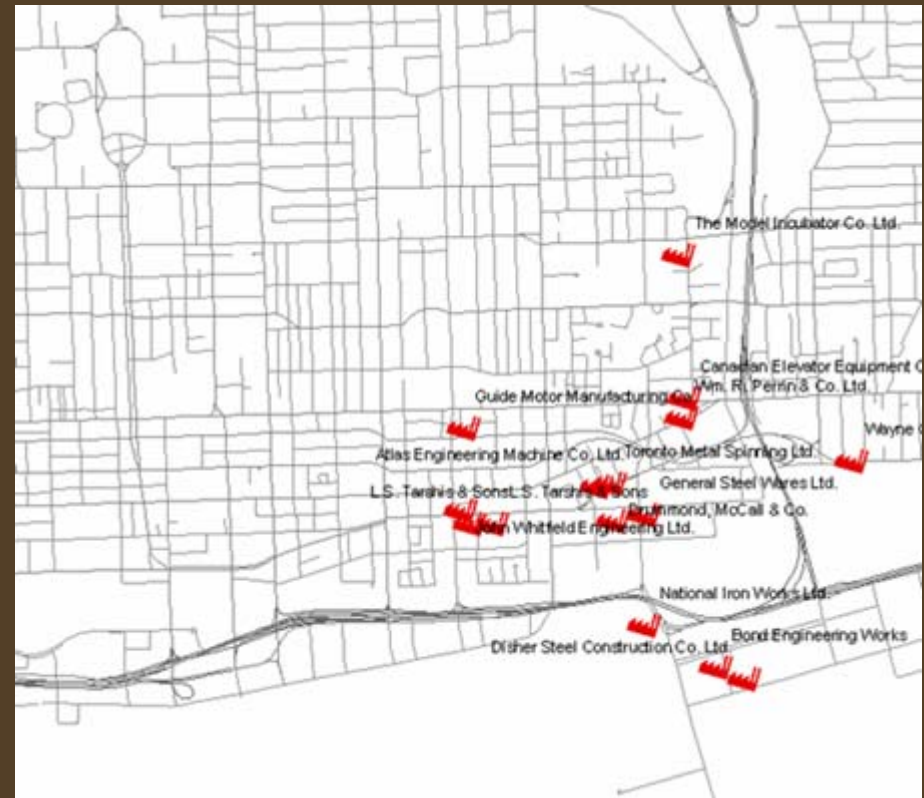 The Model Incubator Co. Ltd.
Canadian Elevator Equipment C
Wm. R. Perrin & Co. Ltd.
Guide Motor Manufacturing Co.
Wayne
Atlas Engineering Machine Co. Ltd.
Toronto Metal Spinning Ltd.
General Steel Wares Ltd.
L.S. Tarshis & Sons
L.S. Tarshis & Sons
Drummond, McCall & Co.
John Whitfield Engineering Ltd.
National Iron Works Ltd.
Bond Engineering Works
Disher Steel Construction Co. Ltd.